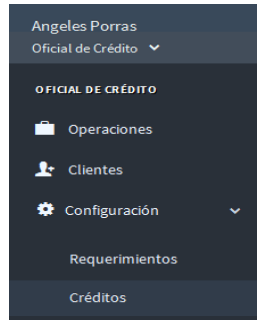 Angeles Porras
Oficial de Crédito
OFICIAL DE CRÉDITO
Operaciones
Clientes
Configuración
Requerimientos
Créditos